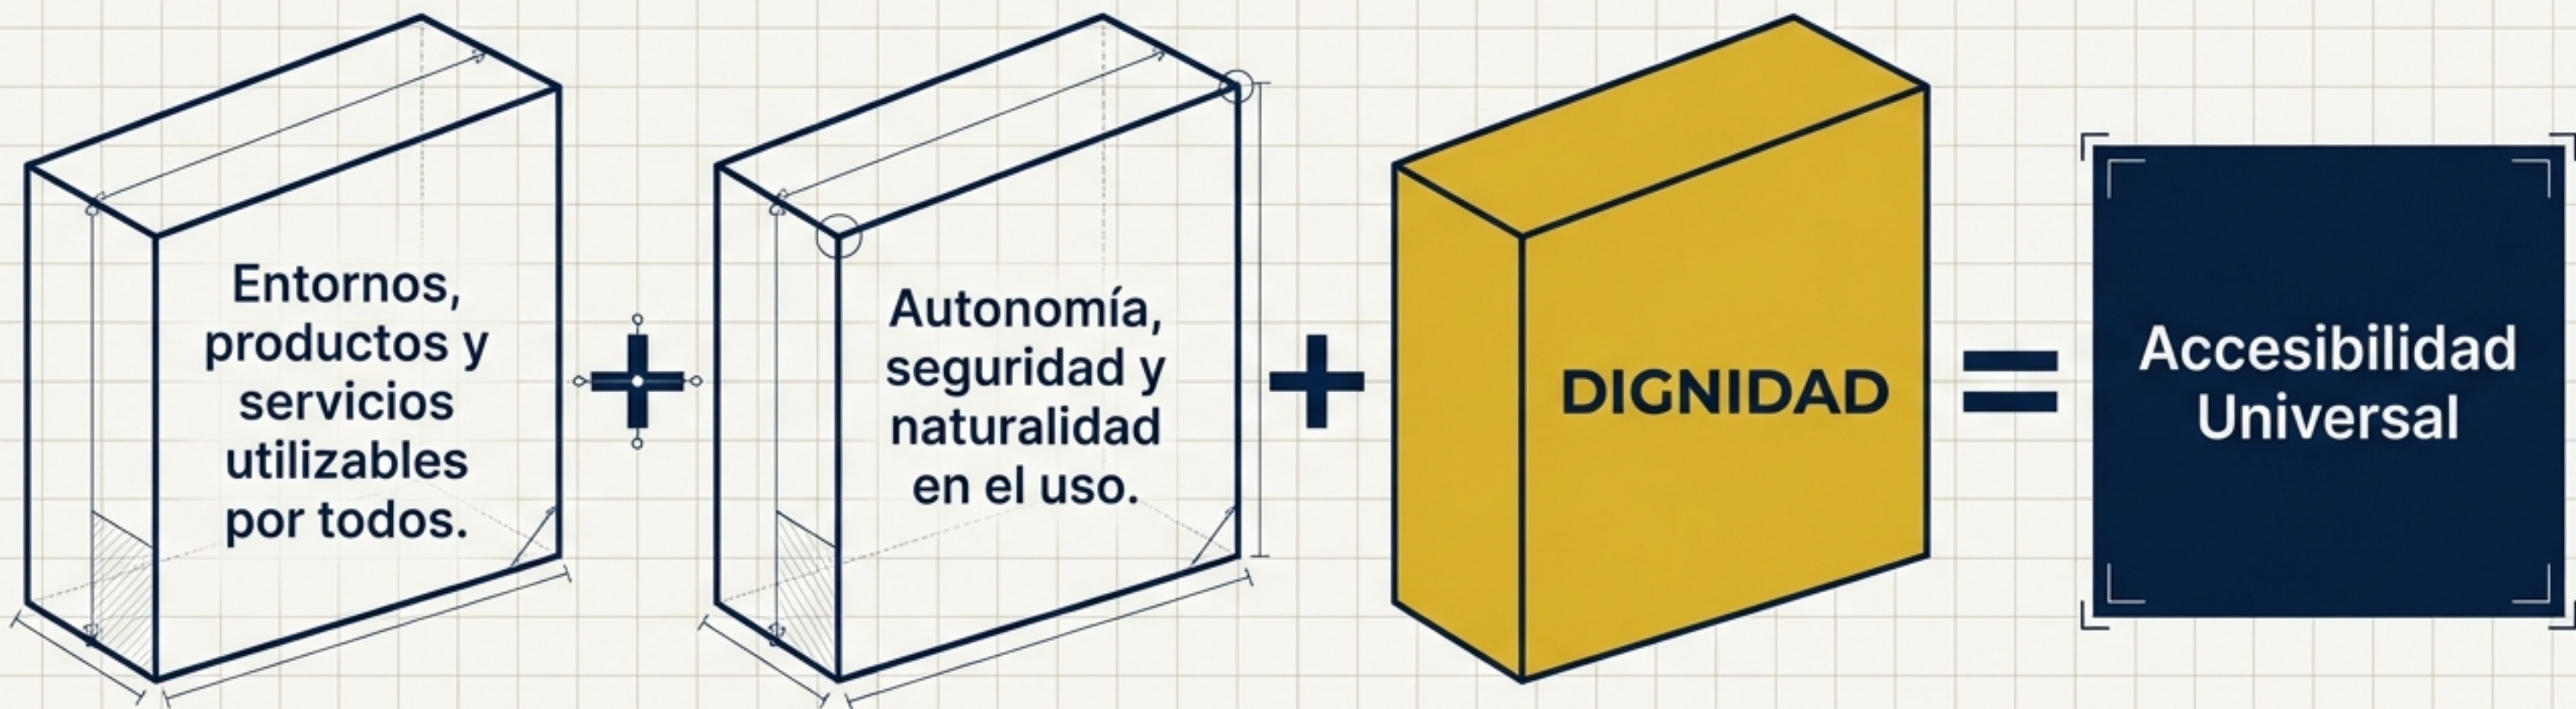 Entornos,
productos y
servicios
utilizables
por todos.
+
Autonomía,
seguridad y
naturalidad
en el uso.
+
DIGNIDAD
=
Accesibilidad
Universal